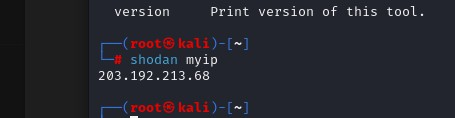 version Print version of this tool.
┌──(root㉿kali)-[~]
└─# shodan myip
203.192.213.68
┌──(root㉿kali)-[~]